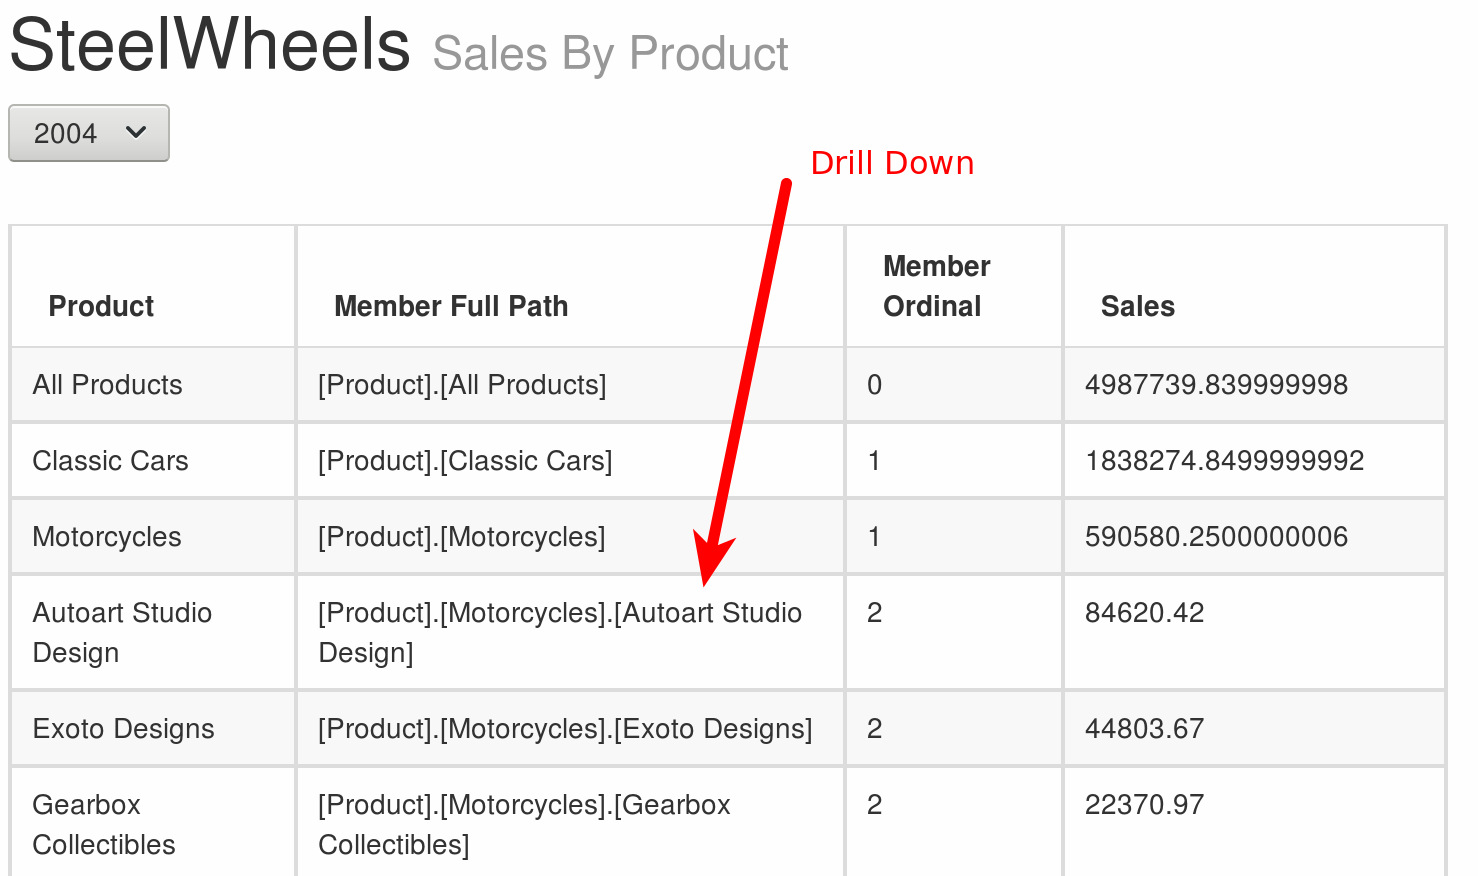 SteelWheels Sales By Product
2004
Drill Down
Product Member Full Path Member Ordinal Sales
All Products [Product].[All Products] 0 4987739.839999998
Classic Cars [Product].[Classic Cars] 1 1838274.8499999992
Motorcycles [Product].[Motorcycles] 1 590580.2500000006
Autoart Studio [Product].[Motorcycles].[Autoart Studio 2 84620.42
Design Design]
Exoto Designs [Product].[Motorcycles].[Exoto Designs] 2 44803.67
Gearbox [Product].[Motorcycles].[Gearbox 2 22370.97
Collectibles Collectibles]